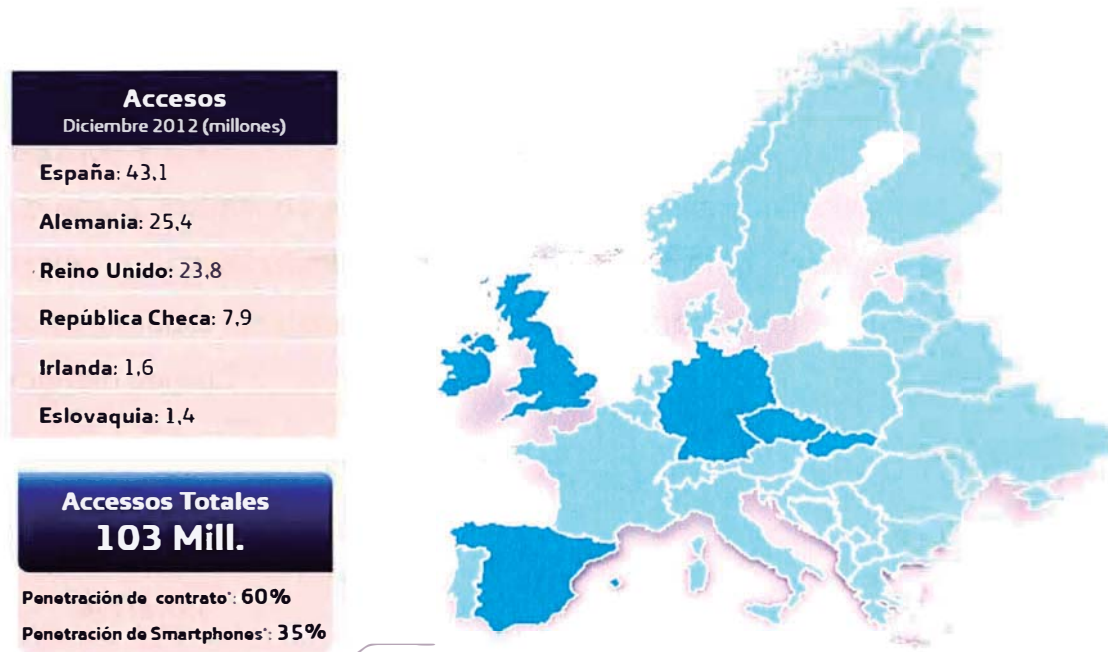 Accesos
Diciembre 2012 (millones)
España: 43,1
Alemania: 25,4
Reino Unido: 23,8
República Checa: 7,9
Irlanda: 1,6
Eslovaquia: 1,4
Accessos Totales
103 Mill.
Penetración de contrato*: 60%
Penetración de Smartphones*: 35%